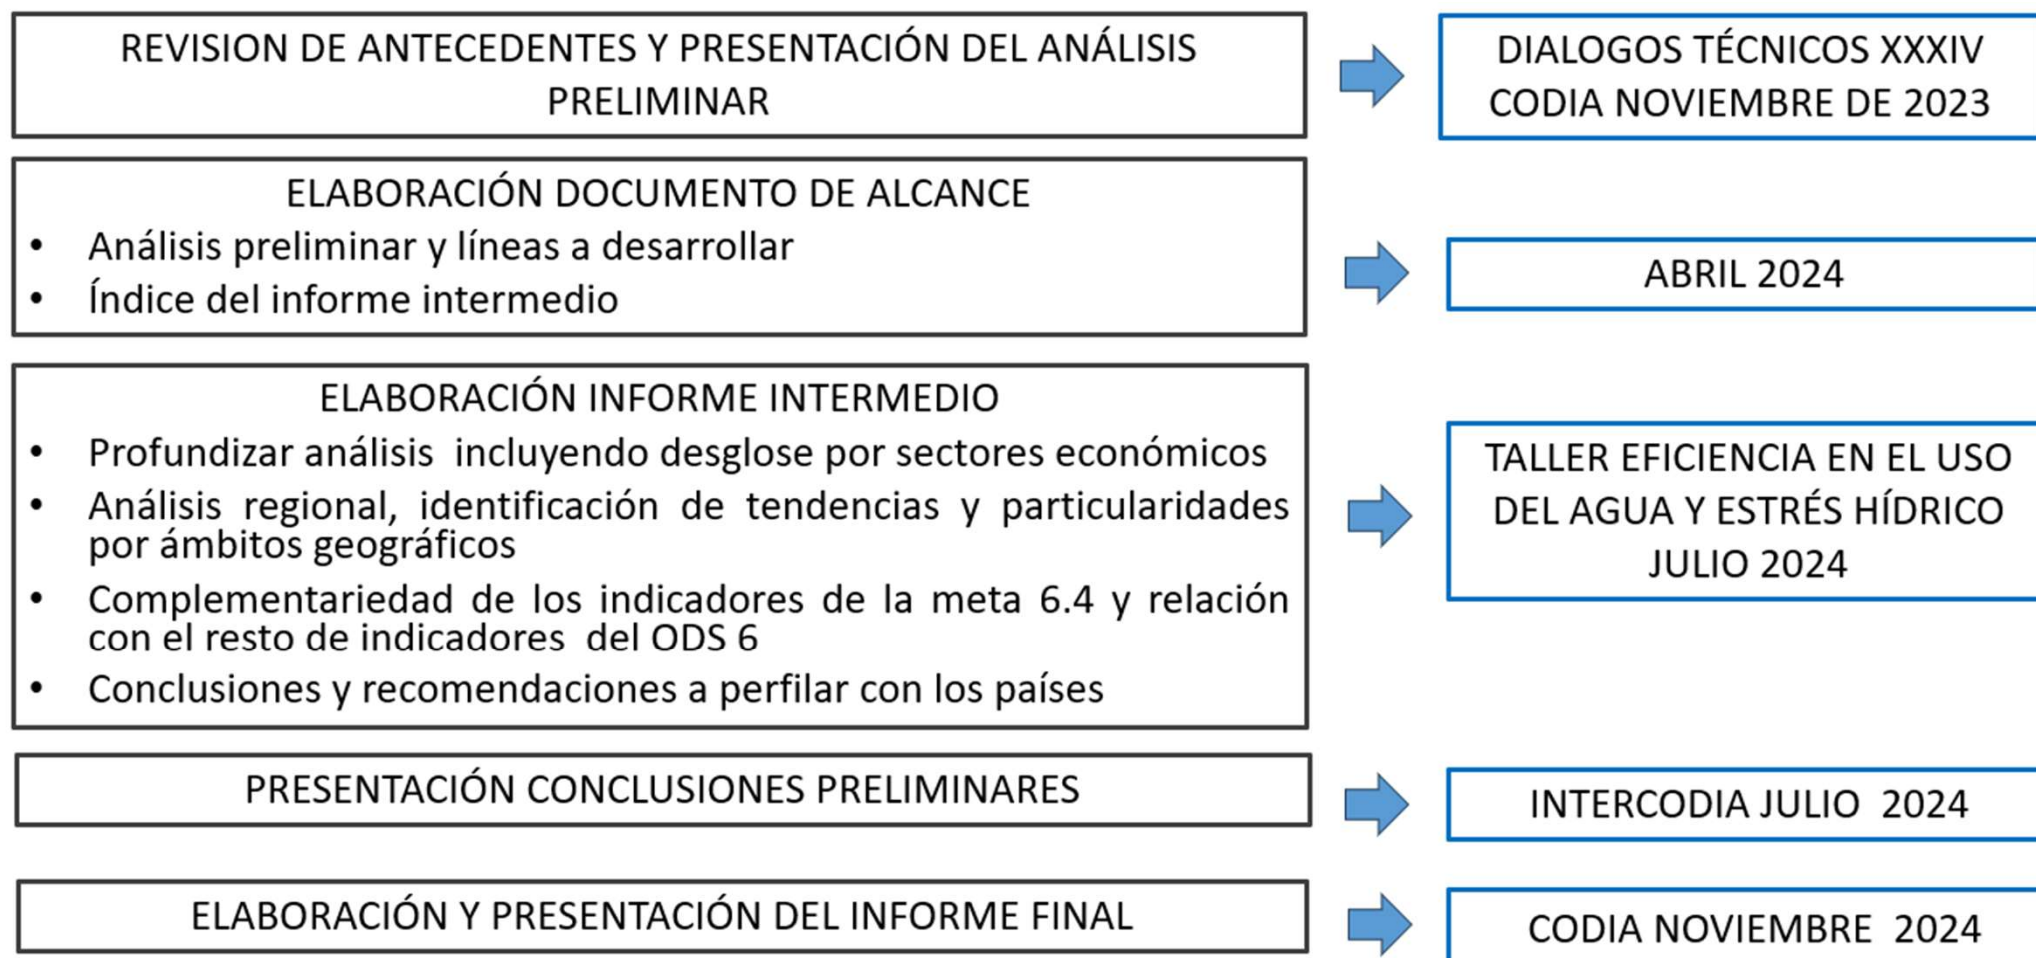 REVISION DE ANTECEDENTES Y PRESENTACIÓN DEL ANÁLISIS
PRELIMINAR
DIALOGOS TÉCNICOS XXXIV
CODIA NOVIEMBRE DE 2023
ELABORACIÓN DOCUMENTO DE ALCANCE
• Análisis preliminar y líneas a desarrollar
• Índice del informe intermedio
ABRIL 2024
ELABORACIÓN INFORME INTERMEDIO
• Profundizar análisis incluyendo desglose por sectores económicos
• Análisis regional, identificación de tendencias y particularidades
por ámbitos geográficos
• Complementariedad de los indicadores de la meta 6.4 y relación
con el resto de indicadores del ODS 6
• Conclusiones y recomendaciones a perfilar con los países
TALLER EFICIENCIA EN EL USO
DEL AGUA Y ESTRÉS HÍDRICO
JULIO 2024
PRESENTACIÓN CONCLUSIONES PRELIMINARES
INTERCODIA JULIO 2024
ELABORACIÓN Y PRESENTACIÓN DEL INFORME FINAL
CODIA NOVIEMBRE 2024